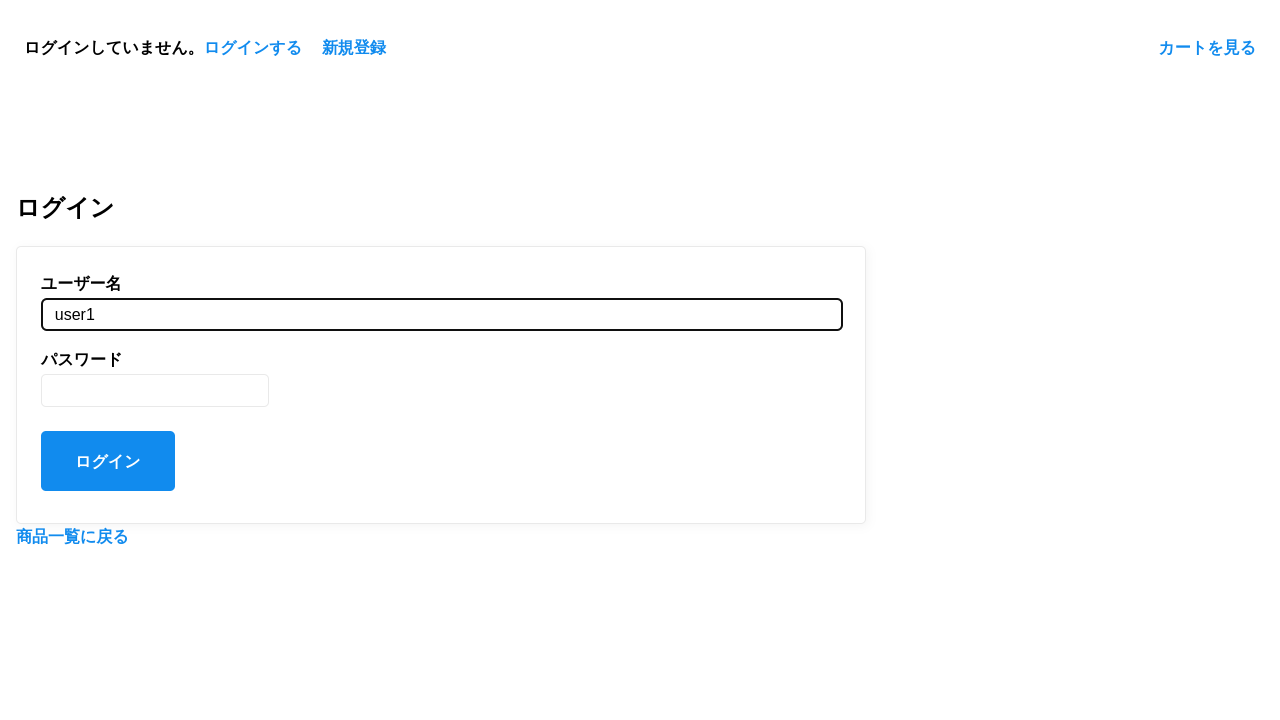 ログインしていません。ログインする 新規登録 カートを見る
ログイン
ユーザー名
user1
パスワード
ログイン
商品一覧に戻る